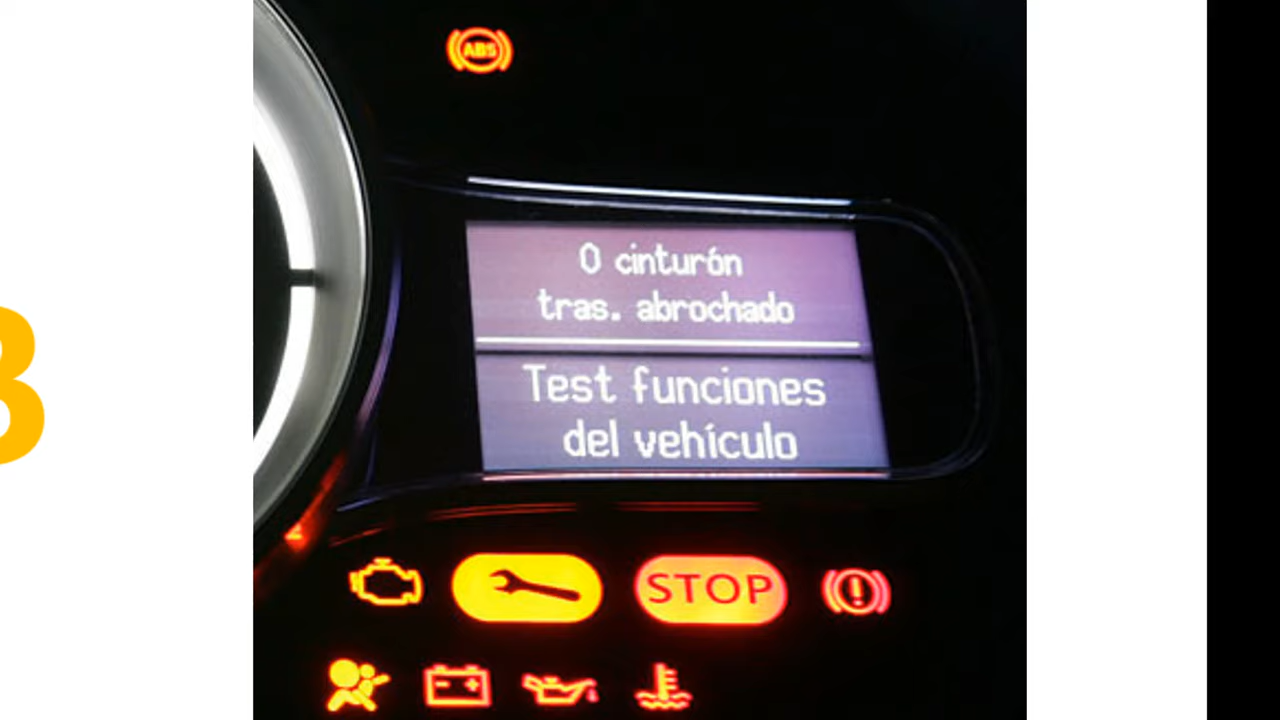 ABS
0 cinturón
tras. abrochado
Test funciones
del vehículo
STOP